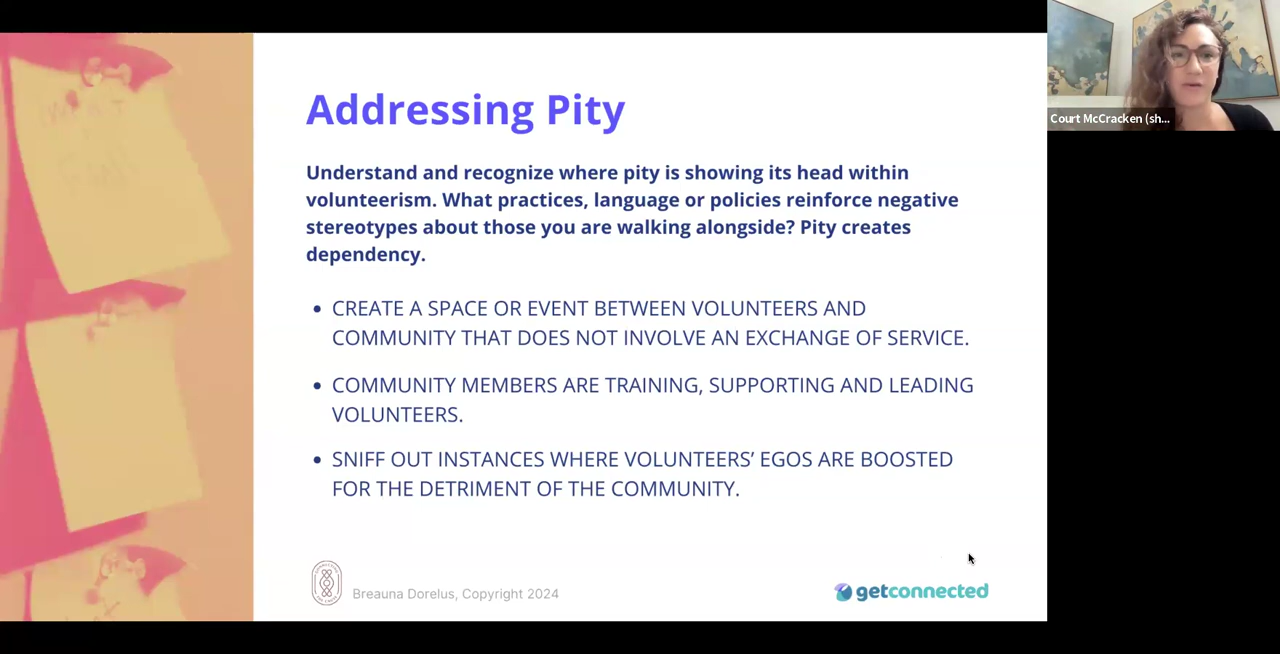 Addressing Pity
Understand and recognize where pity is showing its head within
volunteerism. What practices, language or policies reinforce negative
stereotypes about those you are walking alongside? Pity creates
dependency.
• CREATE A SPACE OR EVENT BETWEEN VOLUNTEERS AND
COMMUNITY THAT DOES NOT INVOLVE AN EXCHANGE OF SERVICE.
• COMMUNITY MEMBERS ARE TRAINING, SUPPORTING AND LEADING
VOLUNTEERS.
• SNIFF OUT INSTANCES WHERE VOLUNTEERS’ EGOS ARE BOOSTED
FOR THE DETRIMENT OF THE COMMUNITY.
Breauna Dorelus, Copyright 2024
getconnected
Court McCracken (sh...